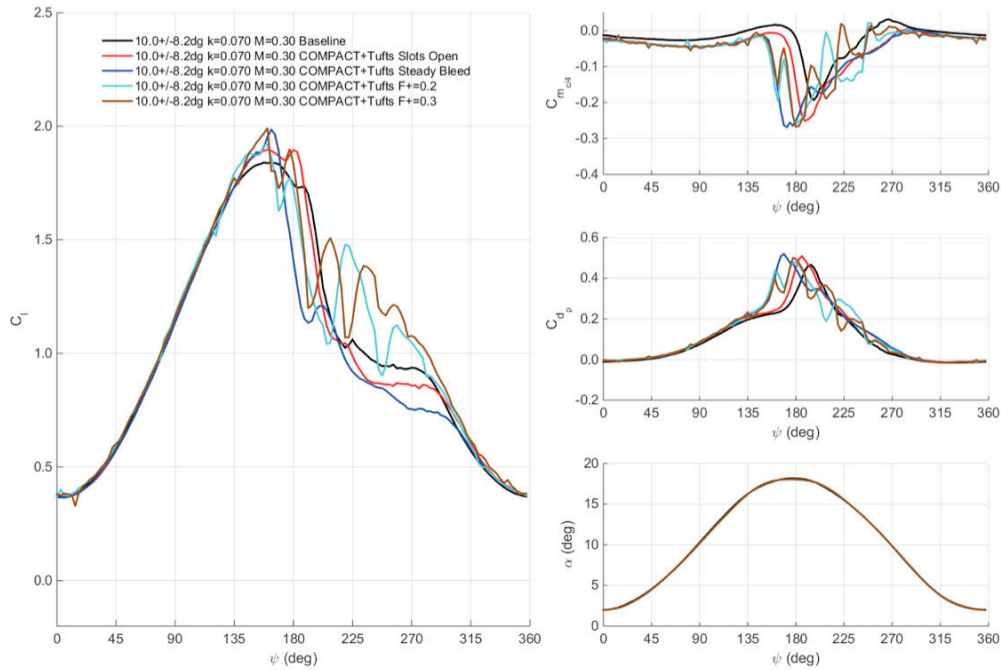 2.5
2.0
1.5
1.0
0.5
0.0
C_l
0 45 90 135 180 225 270 315 360
ψ (deg)
10.0+/-8.2dg k=0.070 M=0.30 Baseline
10.0+/-8.2dg k=0.070 M=0.30 COMPACT+Tufts Slots Open
10.0+/-8.2dg k=0.070 M=0.30 COMPACT+Tufts Steady Bleed
10.0+/-8.2dg k=0.070 M=0.30 COMPACT+Tufts F+=0.2
10.0+/-8.2dg k=0.070 M=0.30 COMPACT+Tufts F+=0.3
0.0
-0.1
-0.2
-0.3
-0.4
C_m_c/4
0 45 90 135 180 225 270 315 360
ψ (deg)
0.6
0.4
0.2
0.0
-0.2
C_d_p
0 45 90 135 180 225 270 315 360
ψ (deg)
20
15
10
5
0
α (deg)
0 45 90 135 180 225 270 315 360
ψ (deg)